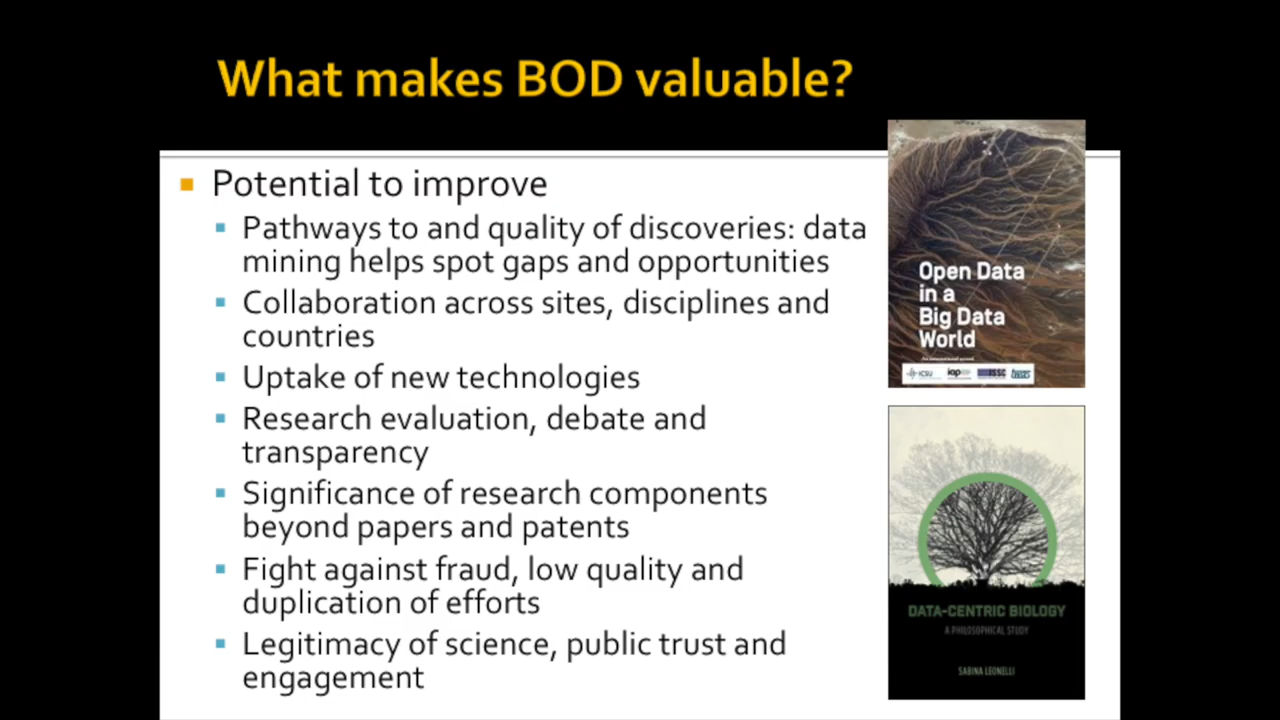 What makes BOD valuable?
Potential to improve
Pathways to and quality of discoveries: data
mining helps spot gaps and opportunities
Collaboration across sites, disciplines and
countries
Uptake of new technologies
Research evaluation, debate and
transparency
Significance of research components
beyond papers and patents
Fight against fraud, low quality and
duplication of efforts
Legitimacy of science, public trust and
engagement
Open Data
in a
Big Data
World
ICSU
iap
ISSC
DATA-CENTRIC BIOLOGY
A PHILOSOPHICAL STUDY
SABINA LEONELLI